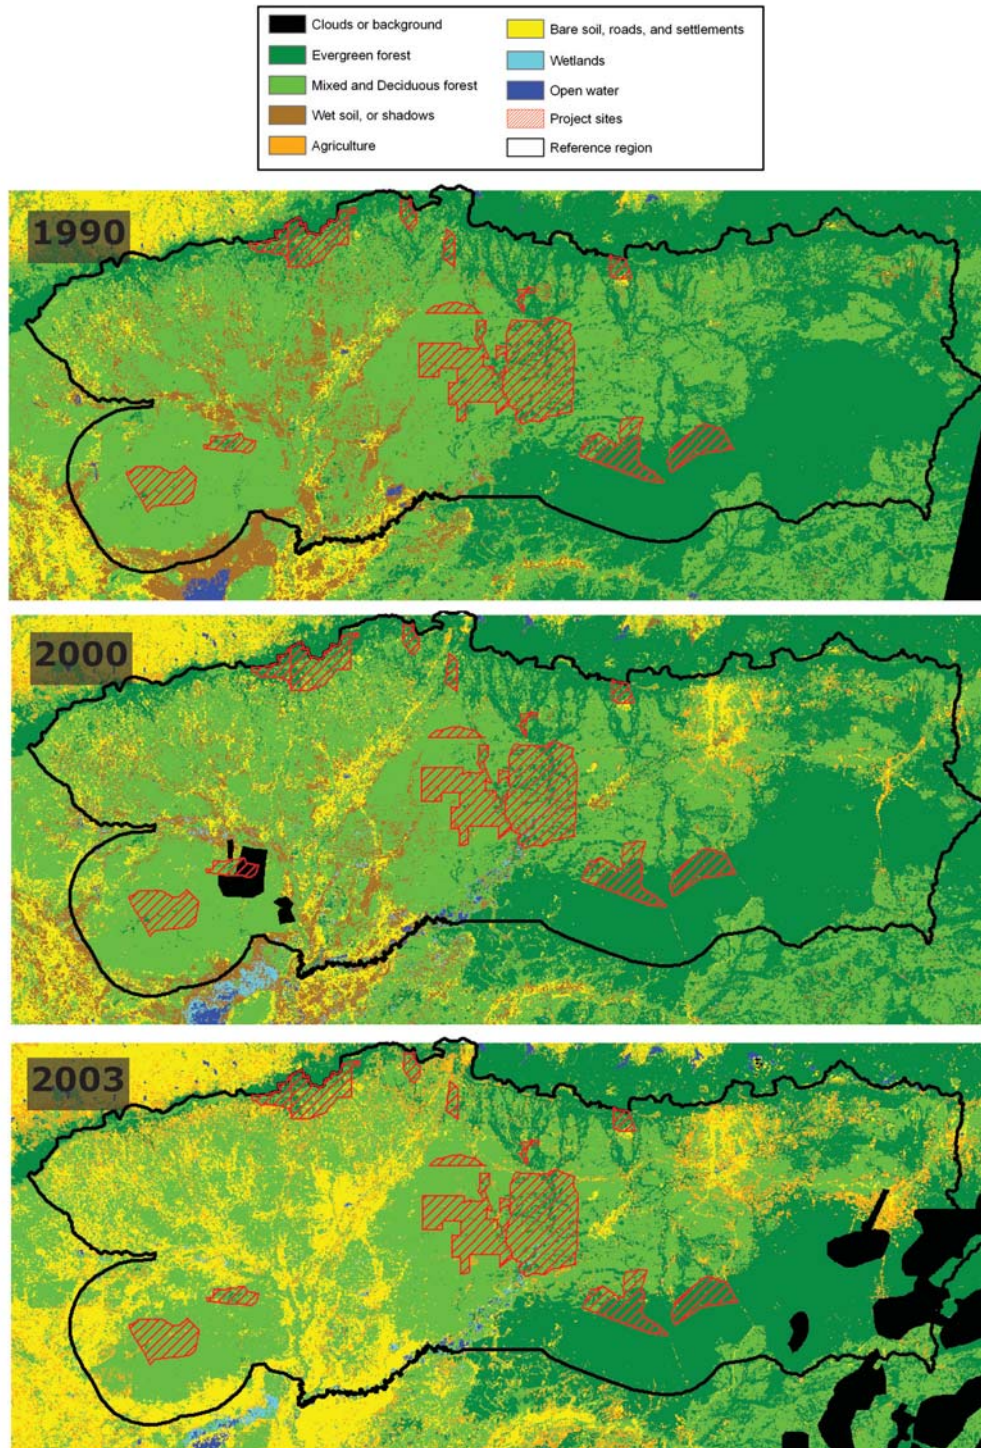 Clouds or background
Evergreen forest
Mixed and Deciduous forest
Wet soil, or shadows
Agriculture
Bare soil, roads, and settlements
Wetlands
Open water
Project sites
Reference region
1990
2000
2003